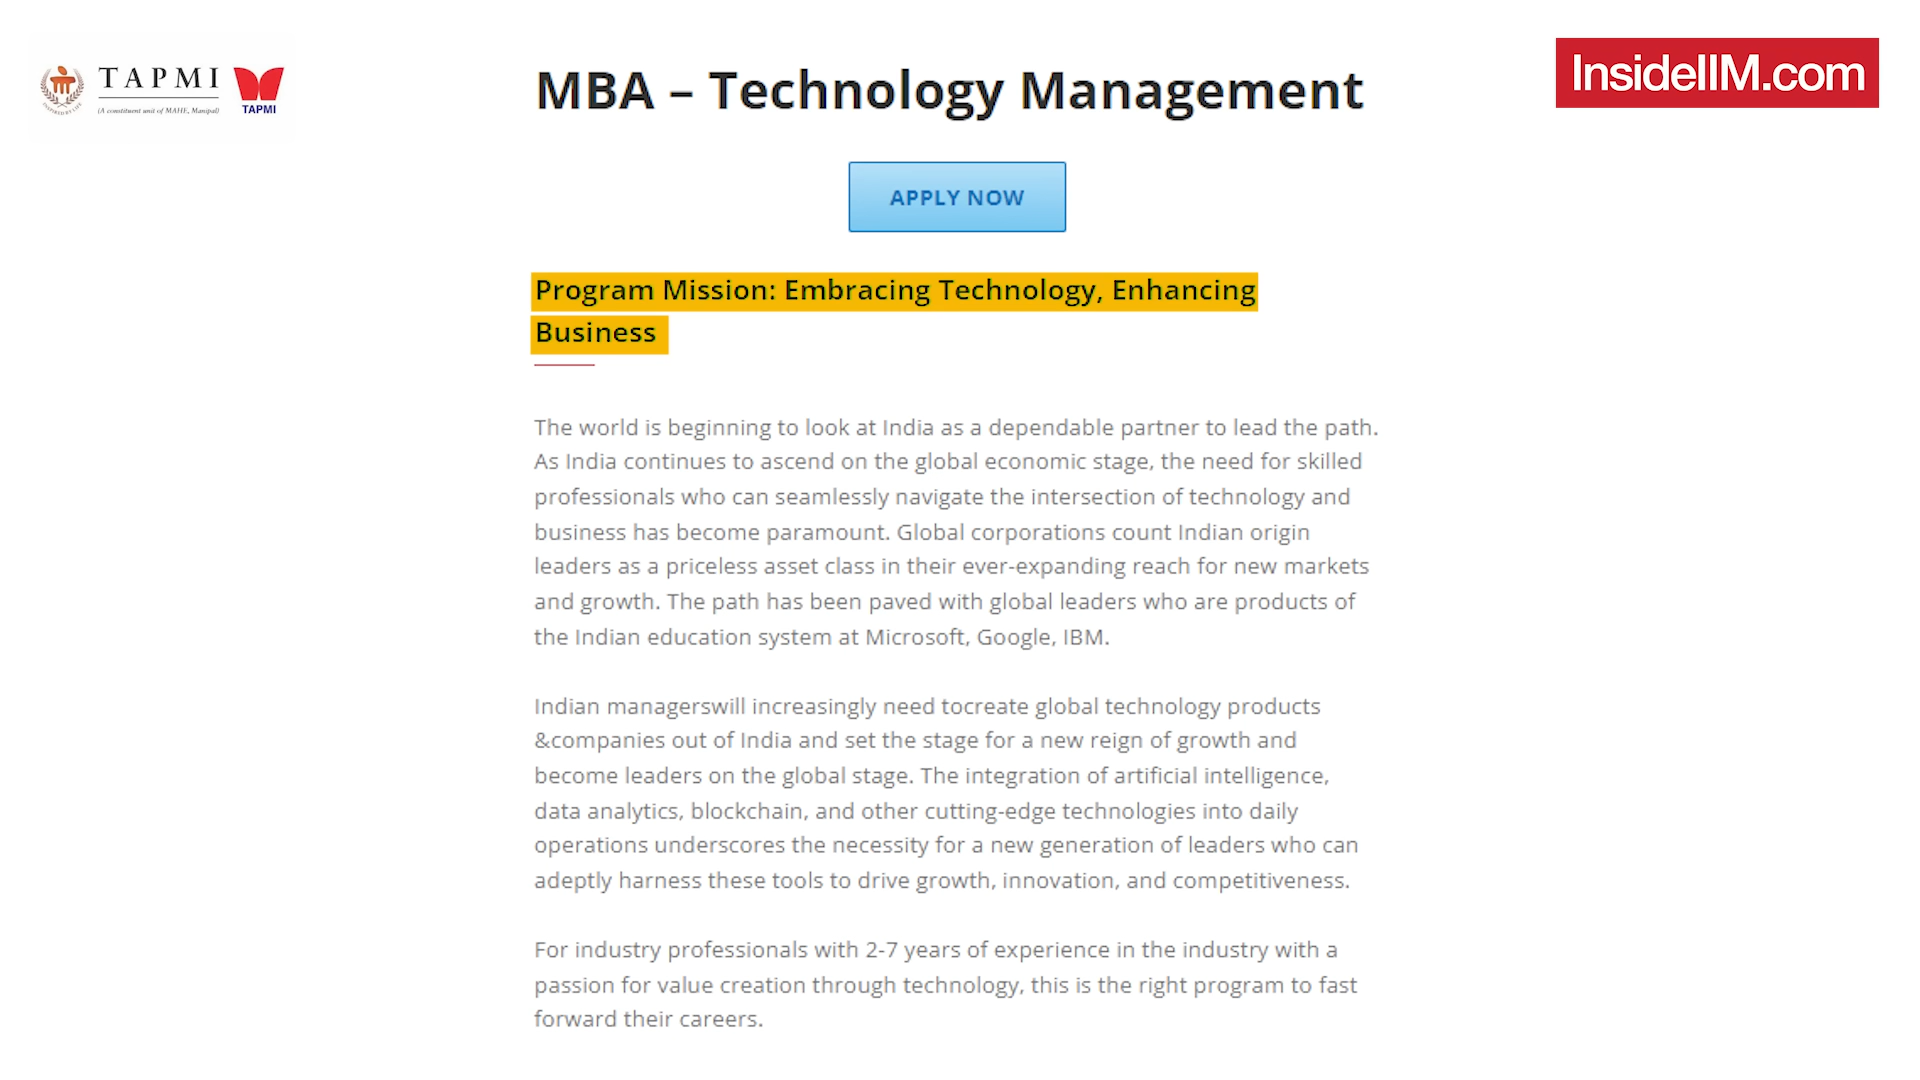 TAPMI
(A constituent unit of MAHE, Manipal)
TAPMI
MBA – Technology Management
InsideIIM.com
APPLY NOW
Program Mission: Embracing Technology, Enhancing
Business
The world is beginning to look at India as a dependable partner to lead the path.
As India continues to ascend on the global economic stage, the need for skilled
professionals who can seamlessly navigate the intersection of technology and
business has become paramount. Global corporations count Indian origin
leaders as a priceless asset class in their ever-expanding reach for new markets
and growth. The path has been paved with global leaders who are products of
the Indian education system at Microsoft, Google, IBM.
Indian managerswill increasingly need tocreate global technology products
&companies out of India and set the stage for a new reign of growth and
become leaders on the global stage. The integration of artificial intelligence,
data analytics, blockchain, and other cutting-edge technologies into daily
operations underscores the necessity for a new generation of leaders who can
adeptly harness these tools to drive growth, innovation, and competitiveness.
For industry professionals with 2-7 years of experience in the industry with a
passion for value creation through technology, this is the right program to fast
forward their careers.